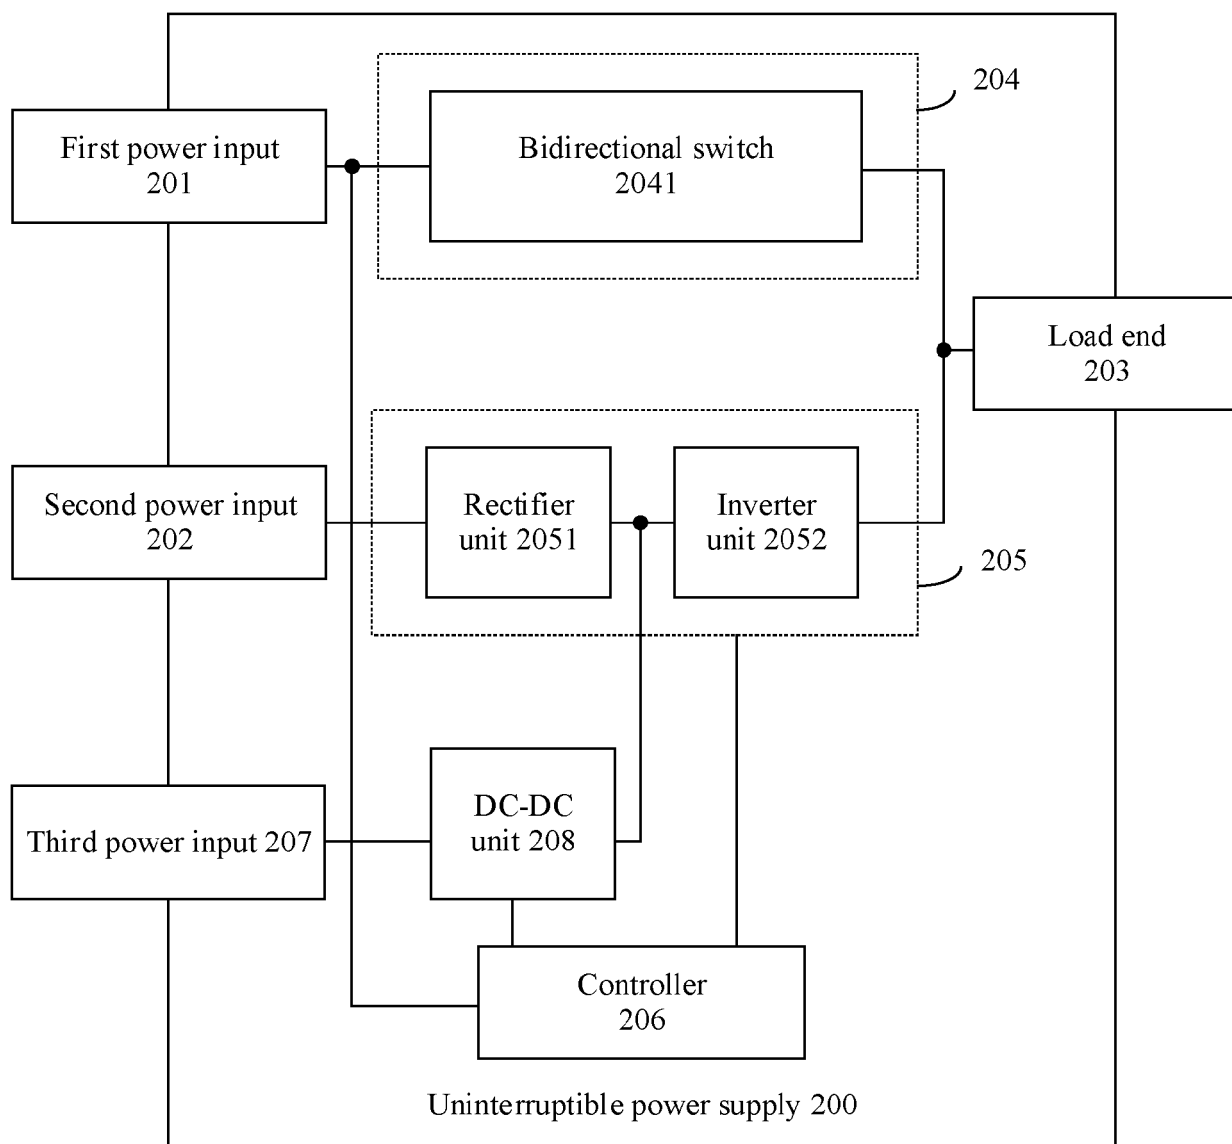 204
First power input
201
Bidirectional switch
2041
Load end
203
Second power input
202
Rectifier
unit 2051
Inverter
unit 2052
205
Third power input 207
DC-DC
unit 208
Controller
206
Uninterruptible power supply 200